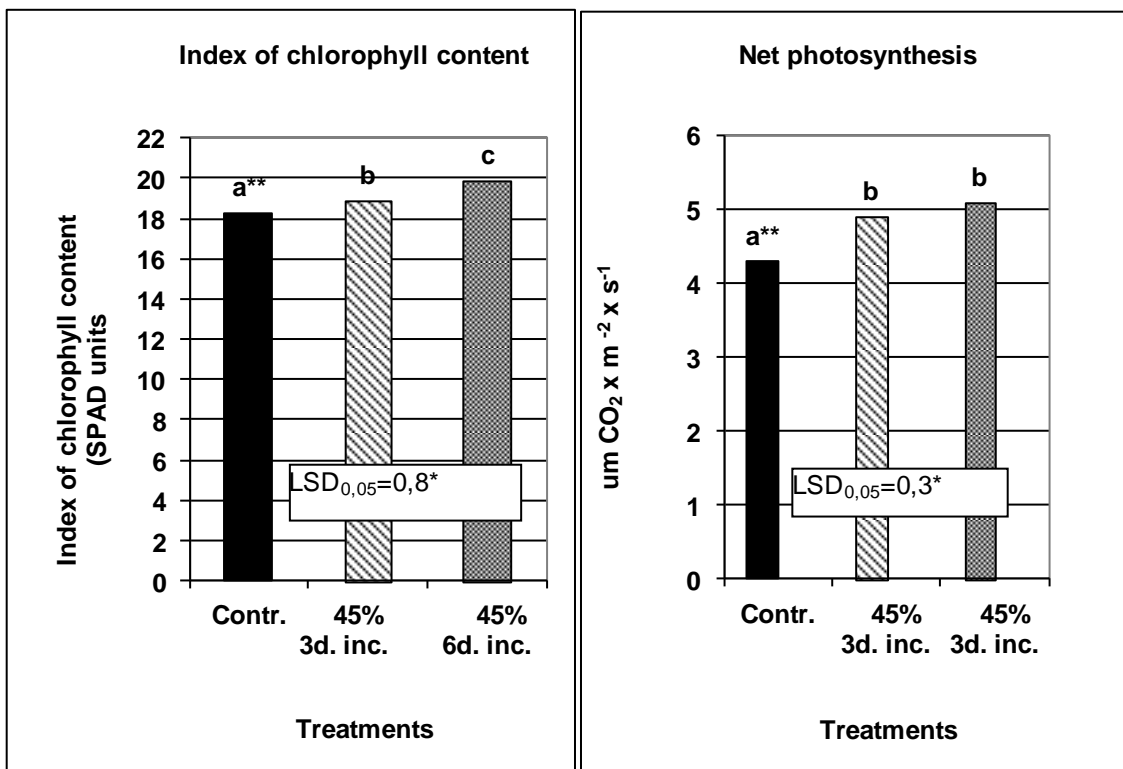 Index of chlorophyll content
Index of chlorophyll content
(SPAD units
22
20
18
16
14
12
10
8
6
4
2
0
a**
b
c
LSD0,05=0,8*
Contr.
45%
3d. inc.
45%
6d. inc.
Treatments
Net photosynthesis
um CO₂ x m⁻² x s⁻¹
6
5
4
3
2
1
0
a**
b
b
LSD0,05=0,3*
Contr.
45%
3d. inc.
45%
3d. inc.
Treatments